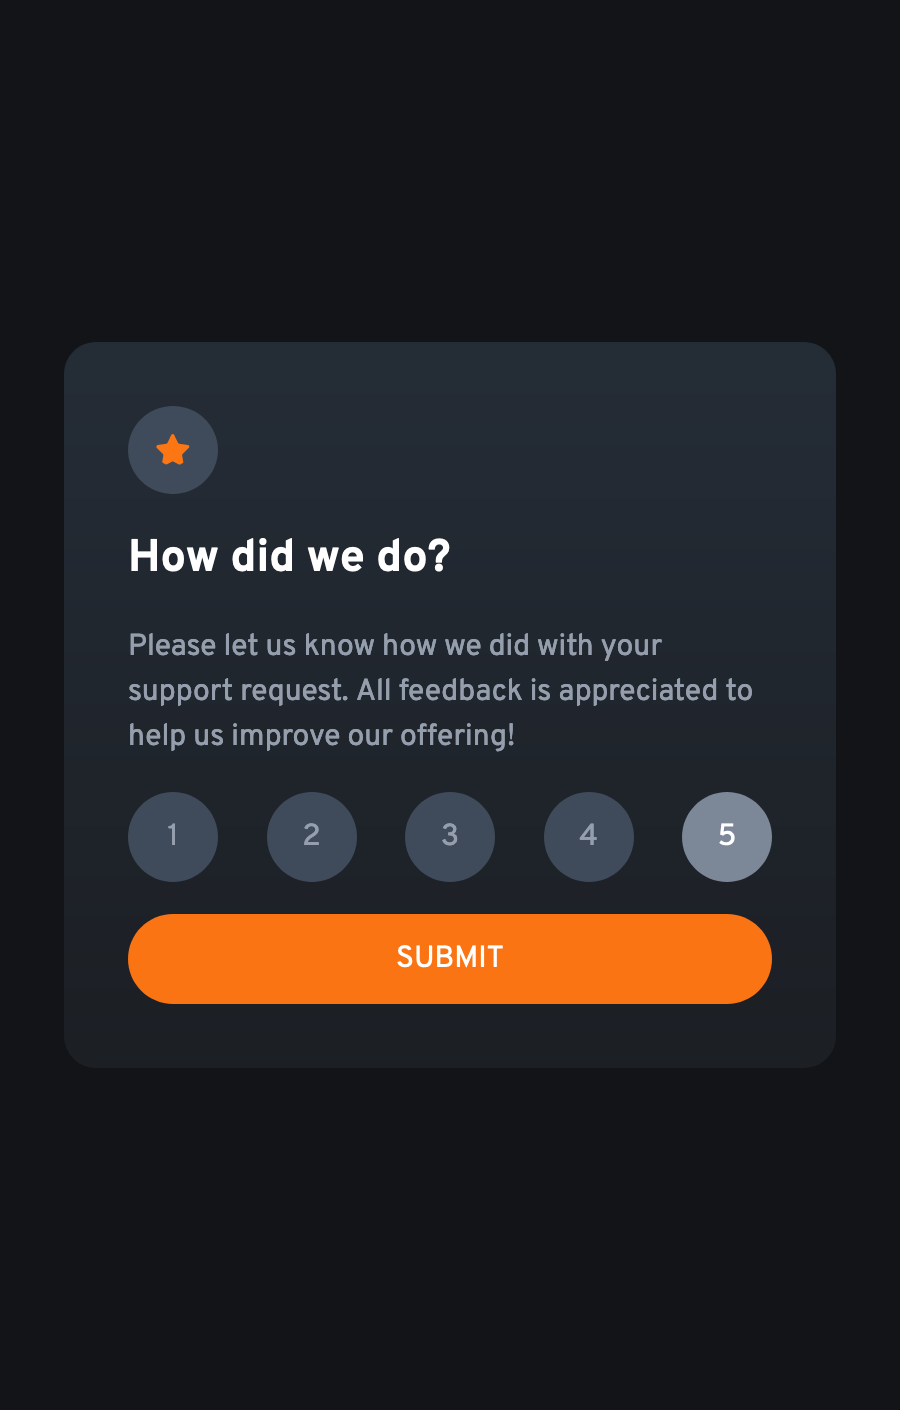 How did we do?
Please let us know how we did with your
support request. All feedback is appreciated to
help us improve our offering!
1 2 3 4 5
SUBMIT